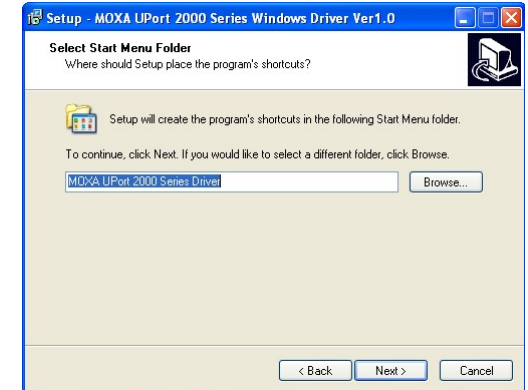 Setup - MOXA UPort 2000 Series Windows Driver Ver1.0
Select Start Menu Folder
Where should Setup place the program's shortcuts?
Setup will create the program's shortcuts in the following Start Menu folder.
To continue, click Next. If you would like to select a different folder, click Browse.
MOXA UPort 2000 Series Driver
Browse...
< Back
Next >
Cancel